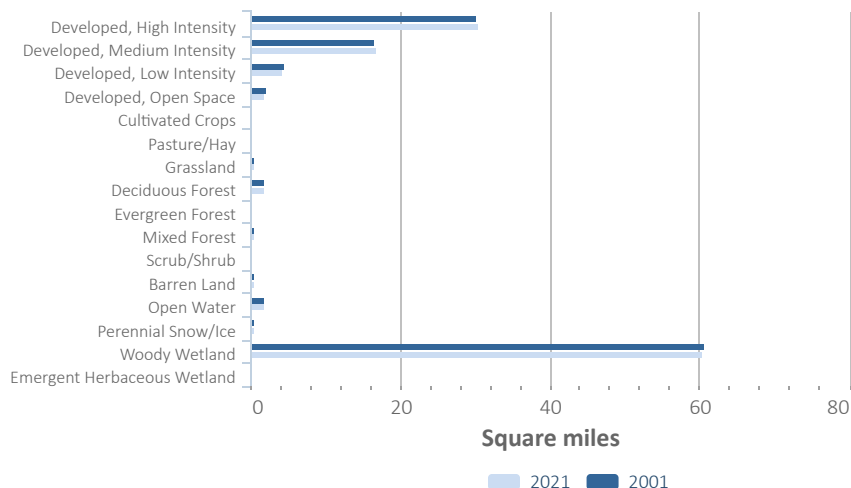 Developed, High Intensity
Developed, Medium Intensity
Developed, Low Intensity
Developed, Open Space
Cultivated Crops
Pasture/Hay
Grassland
Deciduous Forest
Evergreen Forest
Mixed Forest
Scrub/Shrub
Barren Land
Open Water
Perennial Snow/Ice
Woody Wetland
Emergent Herbaceous Wetland
0 20 40 60 80
Square miles
2021 2001